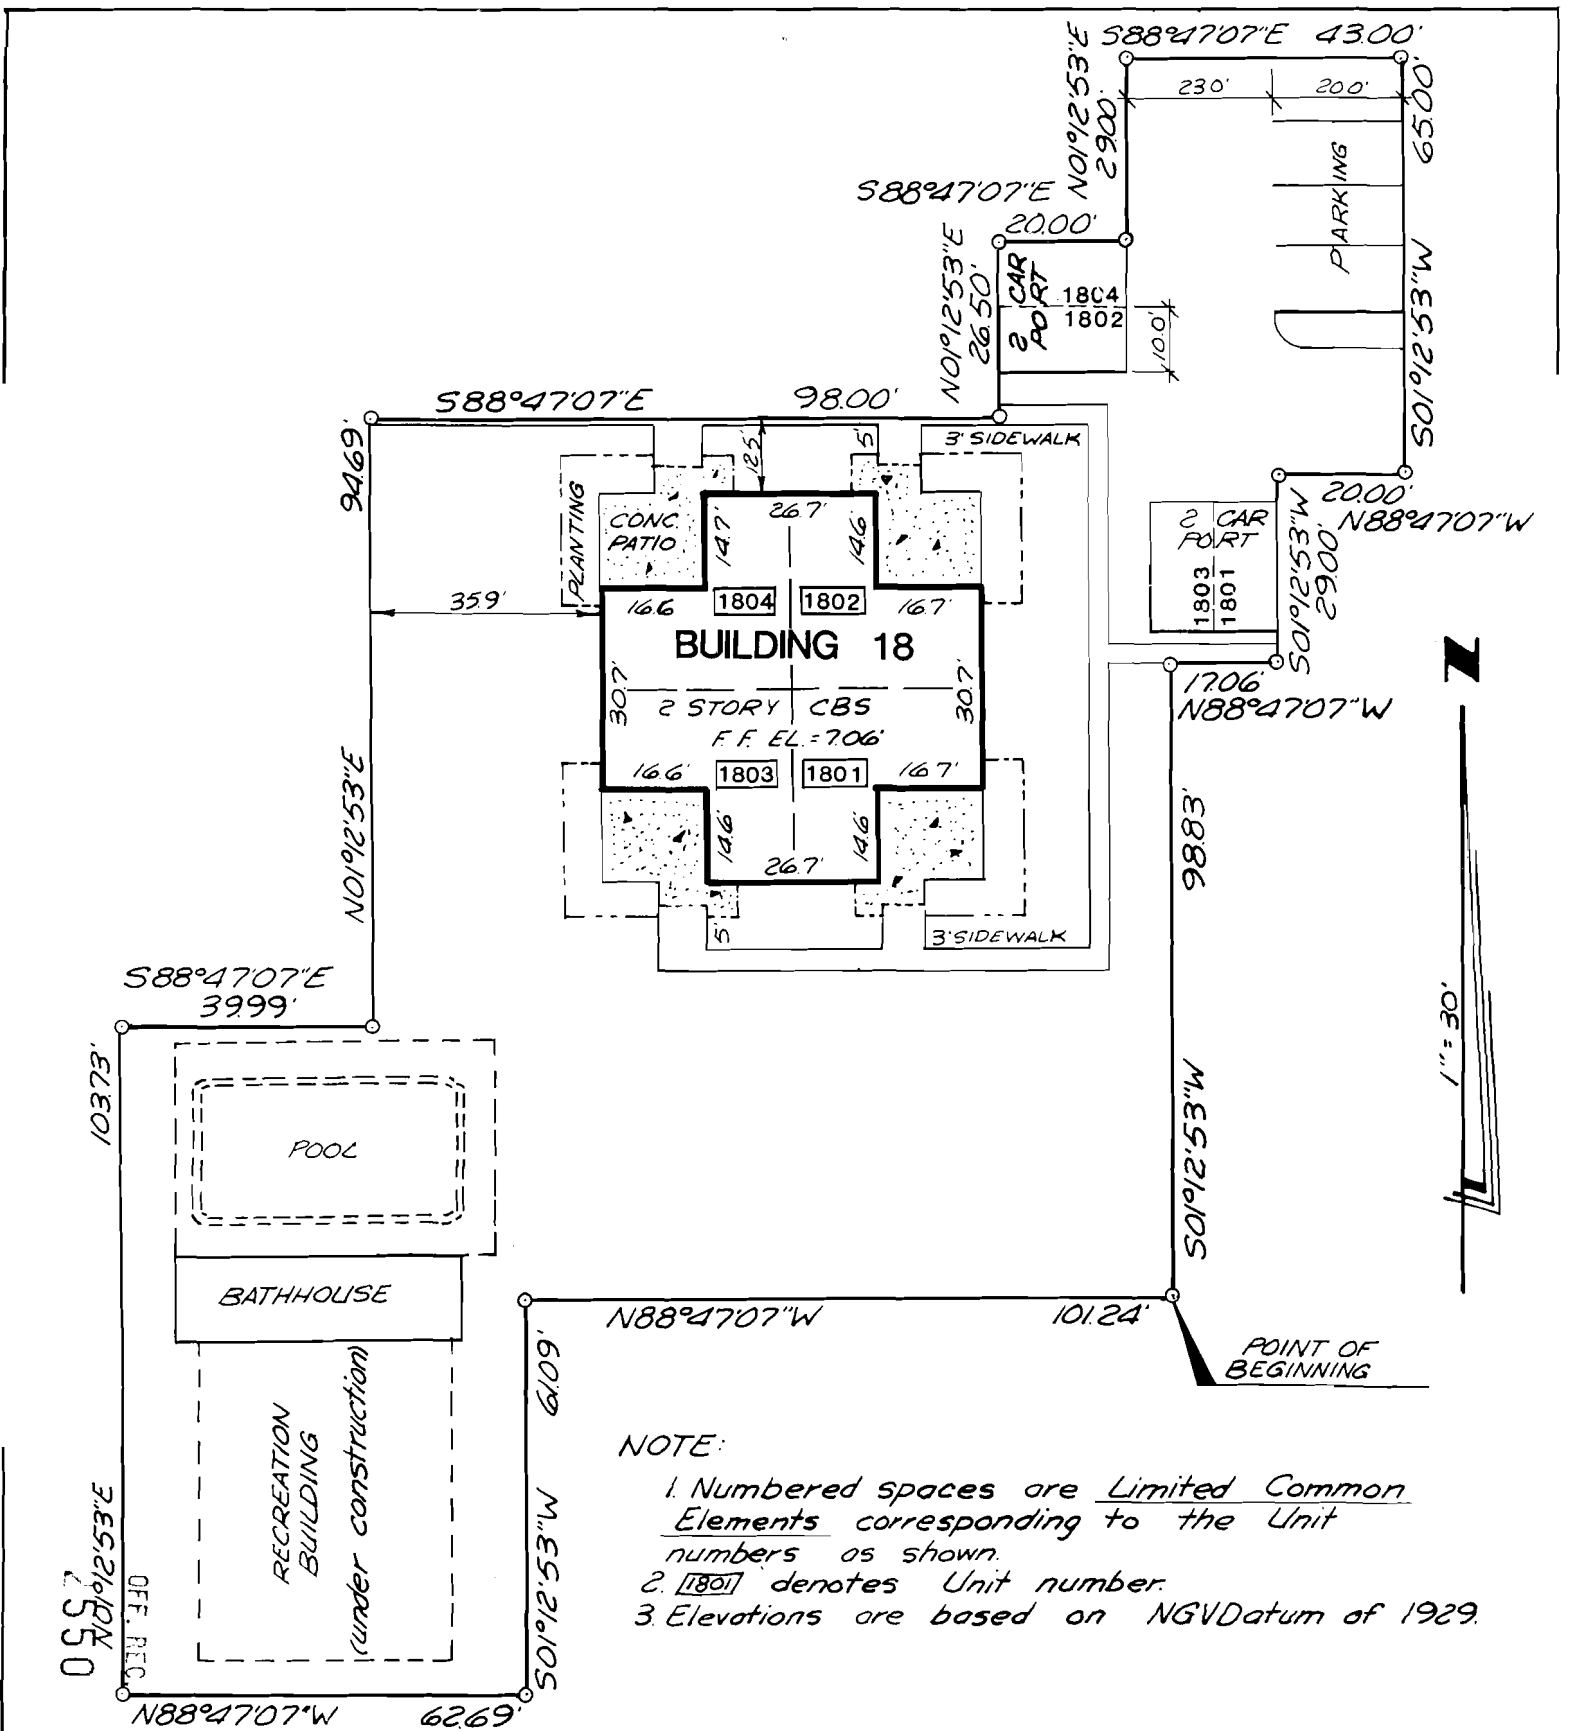 S88°47'07"E 43.00'
N01°12'53"E
29.00'
23.0'
20.0'
65.00'
S01°12'53"W
PARKING
S88°47'07"E
20.00'
N01°12'53"E
26.50'
2 CAR
PORT
1804
1802
10.0'
S88°47'07"E 98.00'
94.69'
N01°12'53"E
12.5'
5'
3' SIDEWALK
PLANTING
CONC
PATIO
26.7'
14.7'
14.6'
35.9'
16.6
1804
1802
16.7'
BUILDING 18
30.7'
30.7'
2 STORY CBS
F. F. EL. = 7.06'
16.6'
1803
1801
16.7'
14.6'
14.6'
26.7'
5'
3' SIDEWALK
20.00'
N88°47'07"W
2 CAR
PORT
1803
1801
S01°12'53"W
29.00'
17.06'
N88°47'07"W
98.83'
S01°12'53"W
1" = 30'
S88°47'07"E
39.99'
103.73'
N01°12'53"E
POOL
BATHHOUSE
RECREATION
BUILDING
(under construction)
N88°47'07"W 101.24'
61.09'
S01°12'53"W
POINT OF
BEGINNING
NOTE:
1. Numbered spaces are Limited Common
Elements corresponding to the Unit
numbers as shown.
2. 1801 denotes Unit number.
3. Elevations are based on NGVDatum of 1929.
OFF. REC.
N88°47'07"W 62.69'